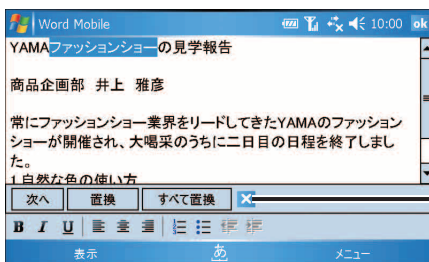 Word Mobile 10:00 ok
YAMAファッションショーの見学報告
商品企画部 井上 雅彦
常にファッションショー業界をリードしてきたYAMAのファッション
ショーが開催され、大喝采のうちに二日目の日程を終了しまし
た。
1.自然な色の使い方
次へ 置換 すべて置換
B I U
表示 あ メニュー